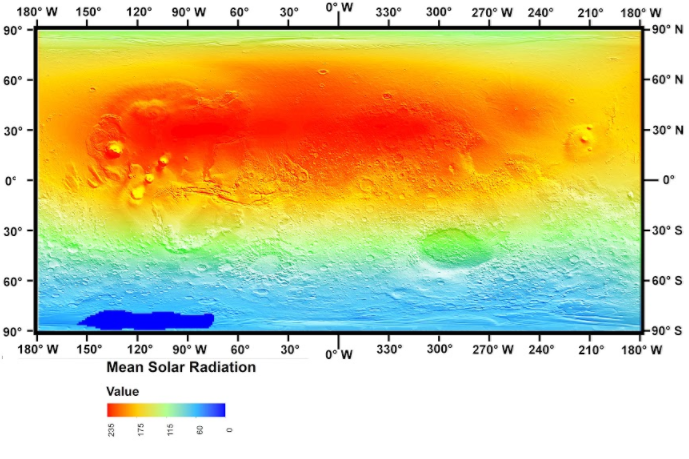 180° W 150° 120° 90° W 60° 30° 0° W 330° 300° W 270° W 240° 210° 180° W
90° 90° N
60° 60° N
30° 30° N
0° 0°
30° 30° S
60° 60° S
90° 90° S
180° W 150° 120° 90° W 60° 30° 0° W 330° 300° 270° W 240° 210° 180° W
Mean Solar Radiation
Value
235 175 115 60 0